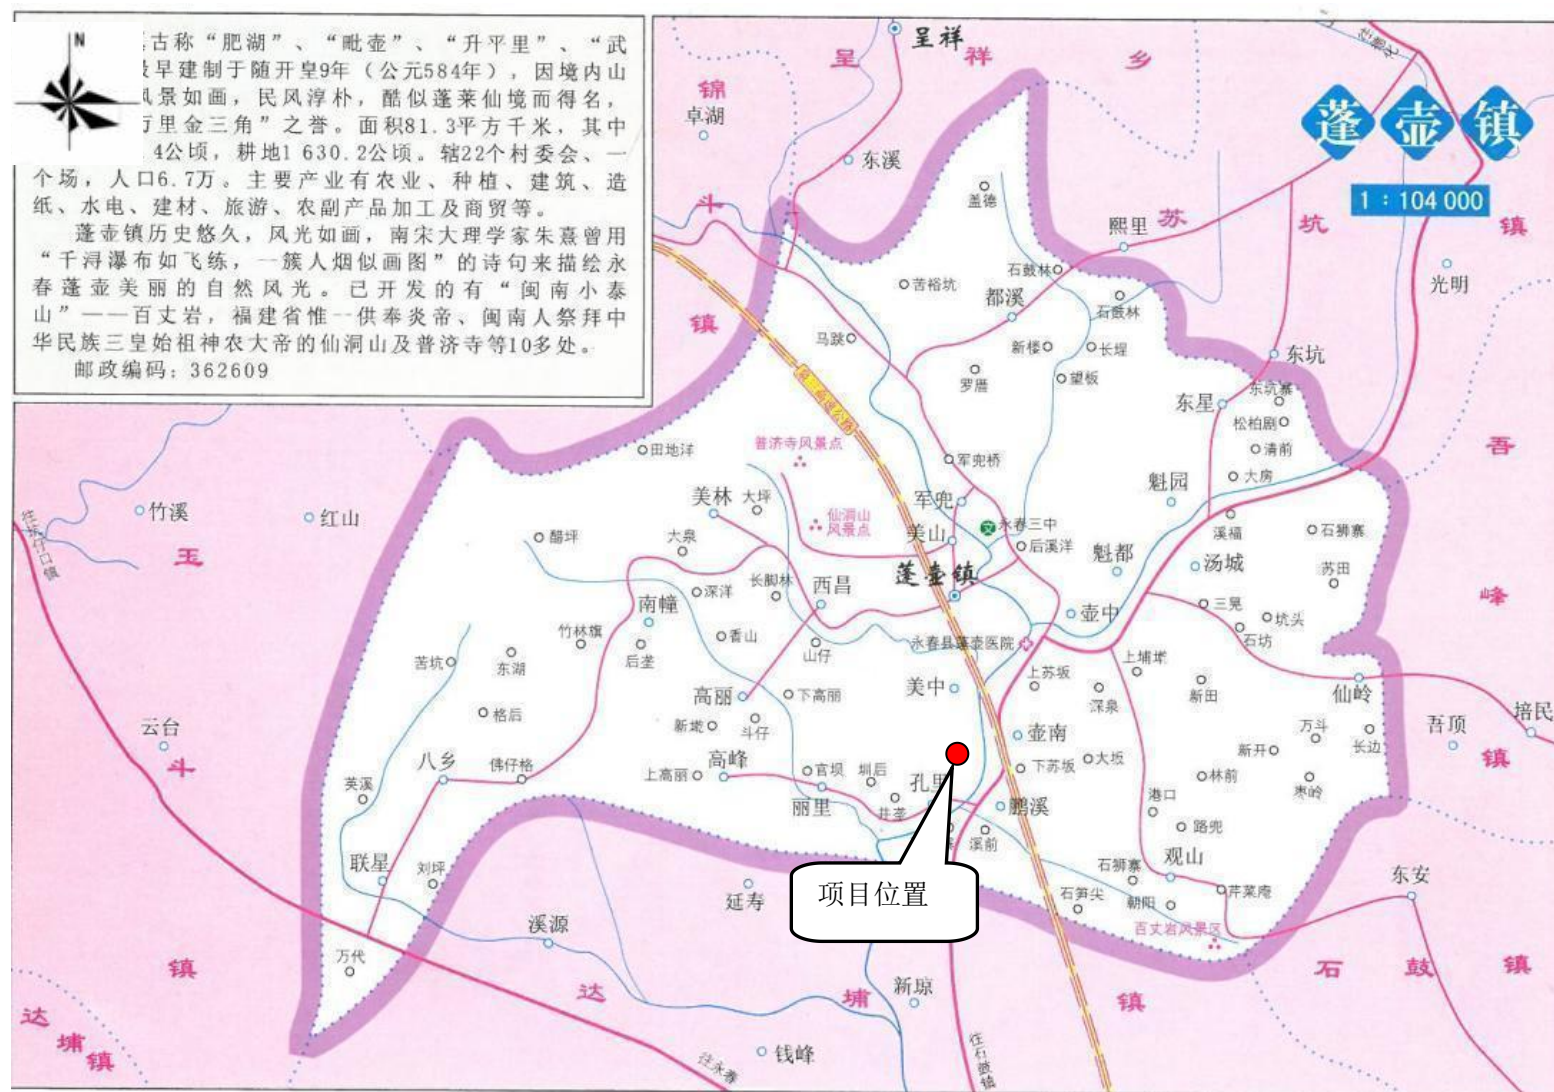 N
古称“肥湖”、“毗壶”、“升平里”、“武
最早建制于随开皇9年（公元584年），因境内山
风景如画，民风淳朴，酷似蓬莱仙境而得名，
万里金三角”之誉。面积81.3平方千米，其中
4公顷，耕地1 630.2公顷。辖22个村委会、一
个场，人口6.7万。主要产业有农业、种植、建筑、造
纸、水电、建材、旅游、农副产品加工及商贸等。
蓬壶镇历史悠久，风光如画，南宋大理学家朱熹曾用
“千浔瀑布如飞练，一簇人烟似画图”的诗句来描绘永
春蓬壶美丽的自然风光。已开发的有“闽南小泰
山”——百丈岩，福建省惟一供奉炎帝、闽南人祭拜中
华民族三皇始祖神农大帝的仙洞山及普济寺等10多处。
邮政编码：362609
蓬壶镇
1：104 000
呈祥
呈祥乡
锦斗镇
卓湖
东溪
盖德
熙里
苏坑镇
光明
石鼓林
苦裕坑
都溪
石鼓林
马跳
新楼
长埕
东坑
罗厝
望板
东星
东坑寨
松柏剧
清前
大房
吾峰镇
田地洋
普济寺风景点
军兜桥
魁园
美林
大坪
军兜
仙洞山
风景点
美山
永春三中
后溪洋
溪福
石狮寨
竹溪
红山
往坑仔口镇
玉斗镇
醋坪
大泉
魁都
汤城
苏田
蓬壶镇
长脚林
西昌
深洋
南幢
壶中
三晃
坑头
石坊
竹林旗
香山
山仔
永春县蓬壶医院
苦坑
东湖
后垄
上苏坂
上埔垅
仙岭
高丽
下高丽
美中
深泉
新田
培民
格后
新墘
斗仔
壶南
万斗
长边
吾顶
云台
八乡
佛仔格
上高丽
高峰
官坝
圳后
下苏坂
大坂
新开
林前
枣岭
英溪
丽里
井垄
孔里
鹏溪
港口
溪前
路兜
联星
刘坪
项目位置
石狮寨
观山
芹菜庵
东安
延寿
石笋尖
朝阳
百丈岩风景区
溪源
万代
新琼
石鼓镇
达埔镇
达埔镇
钱峰
往永春
往石鼓镇